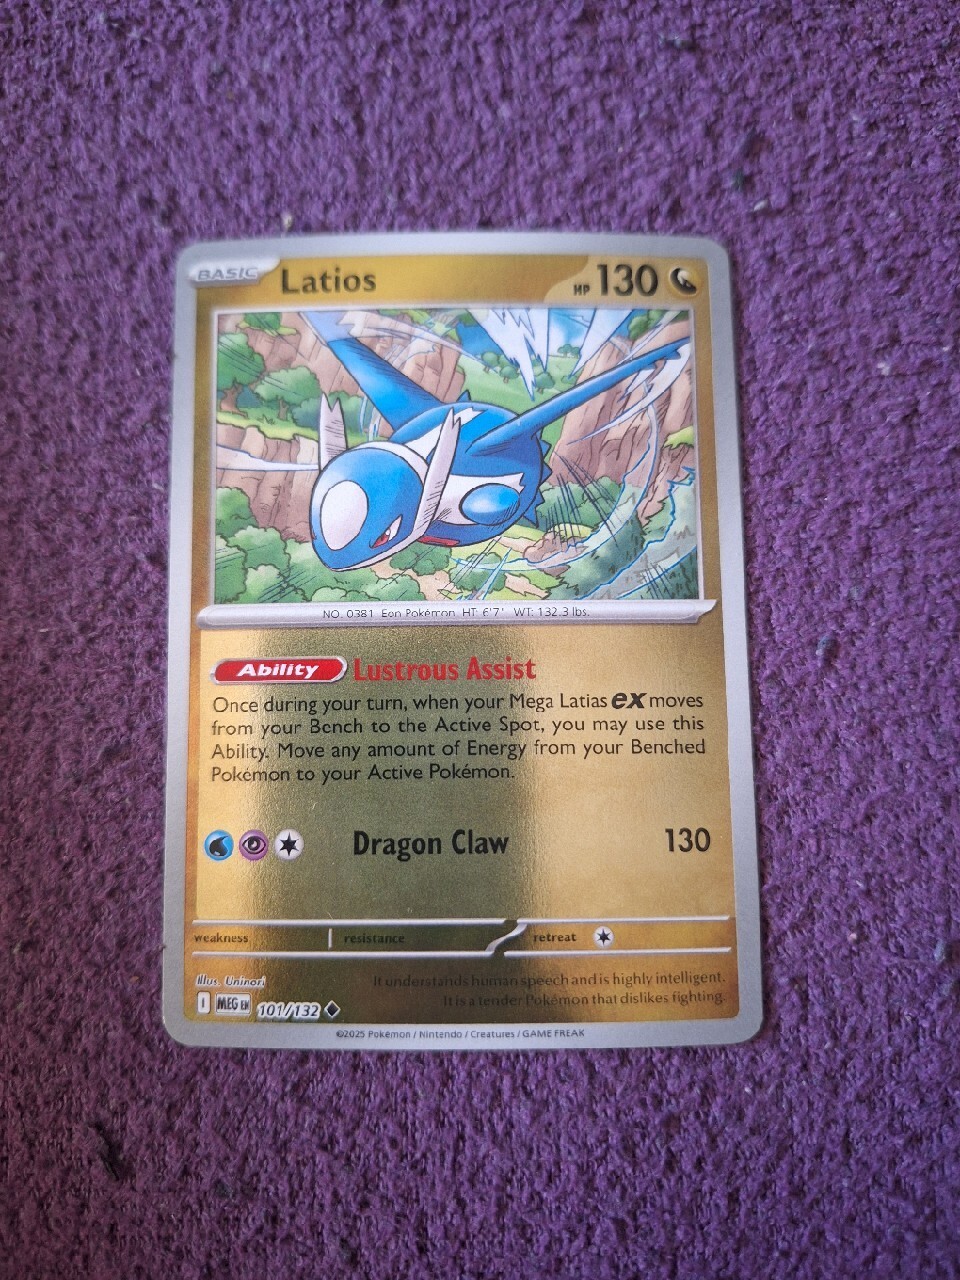 BASIC Latios HP 130
NO. 0381 Eon Pokémon HT: 6'7" WT: 132.3 lbs.
Ability Lustrous Assist
Once during your turn, when your Mega Latias ex moves
from your Bench to the Active Spot, you may use this
Ability. Move any amount of Energy from your Benched
Pokémon to your Active Pokémon.
Dragon Claw 130
weakness resistance retreat
Illus. Uninori
It understands human speech and is highly intelligent.
It is a tender Pokémon that dislikes fighting.
I MEG EN 101/132
©2025 Pokémon / Nintendo / Creatures / GAME FREAK